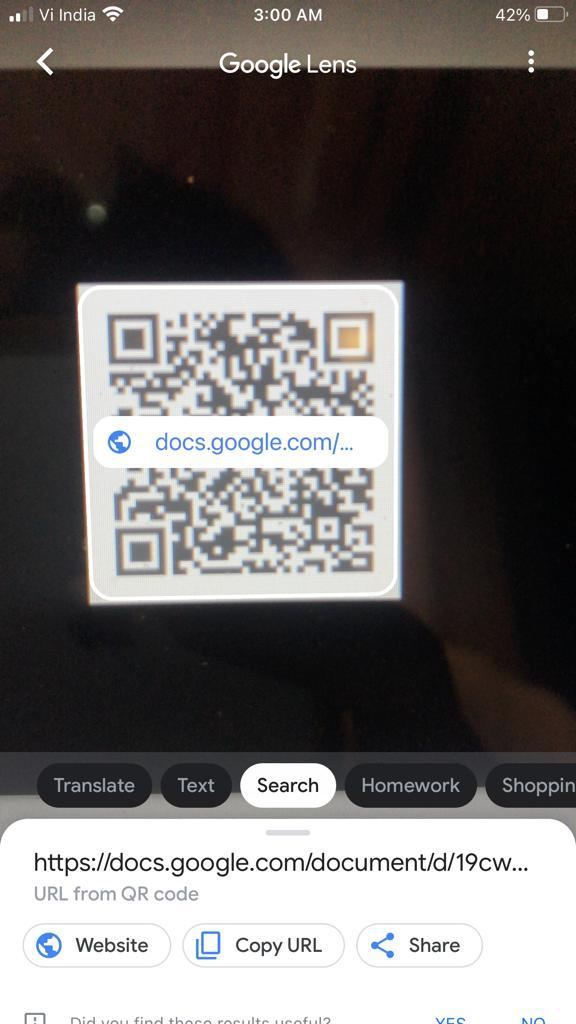 Vi India 3:00 AM 42%
Google Lens
docs.google.com/...
Translate Text Search Homework Shoppin
https://docs.google.com/document/d/19cw...
URL from QR code
Website Copy URL Share
Did you find these results useful? YES NO